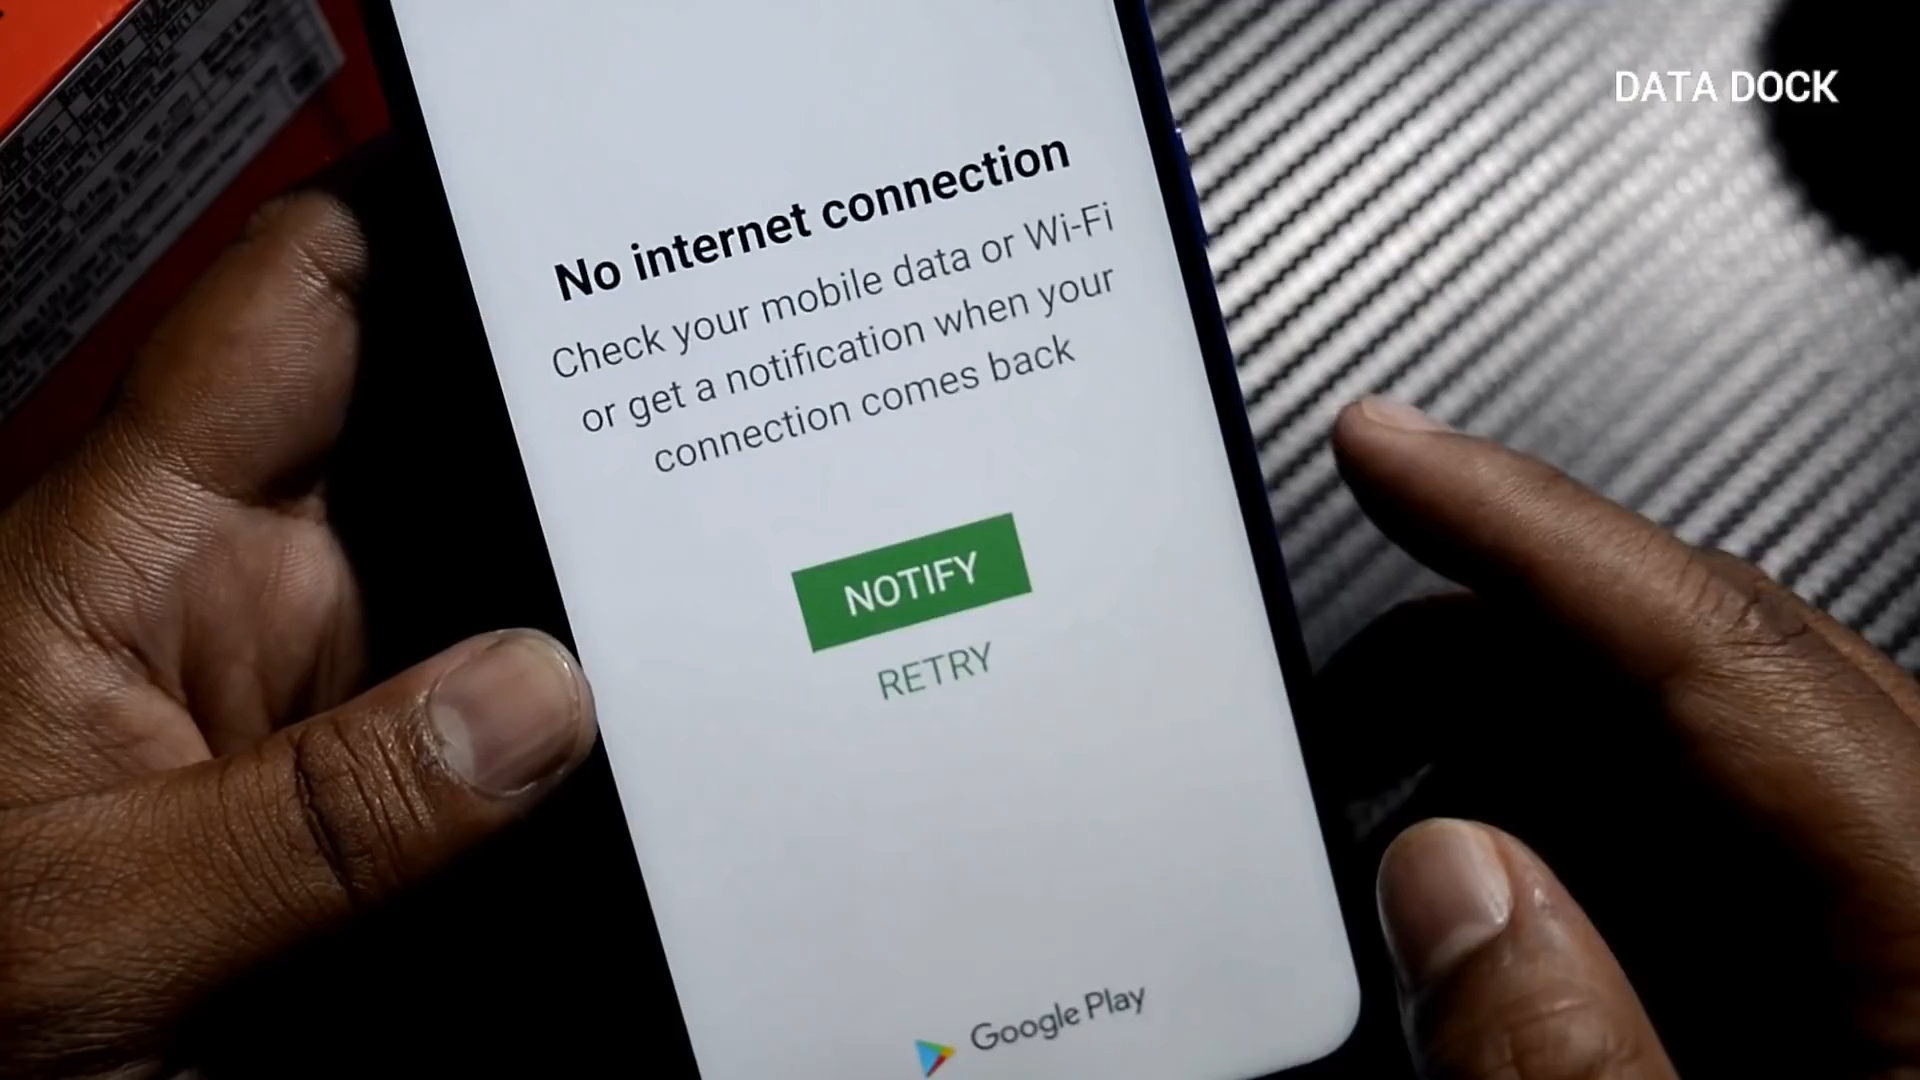 DATA DOCK
No internet connection
Check your mobile data or Wi-Fi
or get a notification when your
connection comes back
NOTIFY
RETRY
Google Play